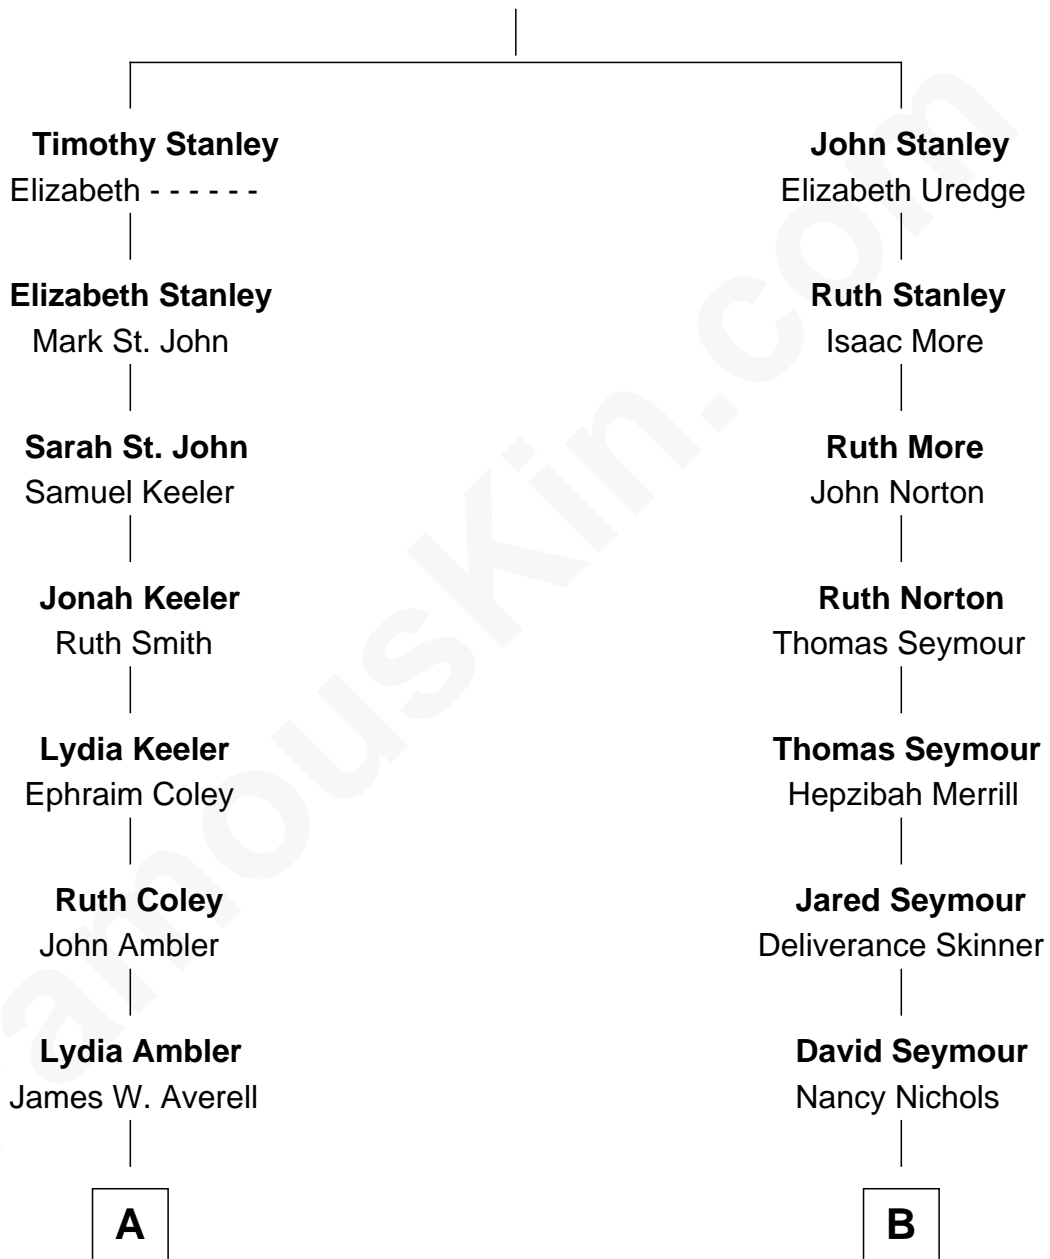 Timothy Stanley
Elizabeth - - - - - -
Elizabeth Stanley
Mark St. John
Sarah St. John
Samuel Keeler
Jonah Keeler
Ruth Smith
Lydia Keeler
Ephraim Coley
Ruth Coley
John Ambler
Lydia Ambler
James W. Averell
A
John Stanley
Elizabeth Uredge
Ruth Stanley
Isaac More
Ruth More
John Norton
Ruth Norton
Thomas Seymour
Thomas Seymour
Hepzibah Merrill
Jared Seymour
Deliverance Skinner
David Seymour
Nancy Nichols
B
amouskin.com